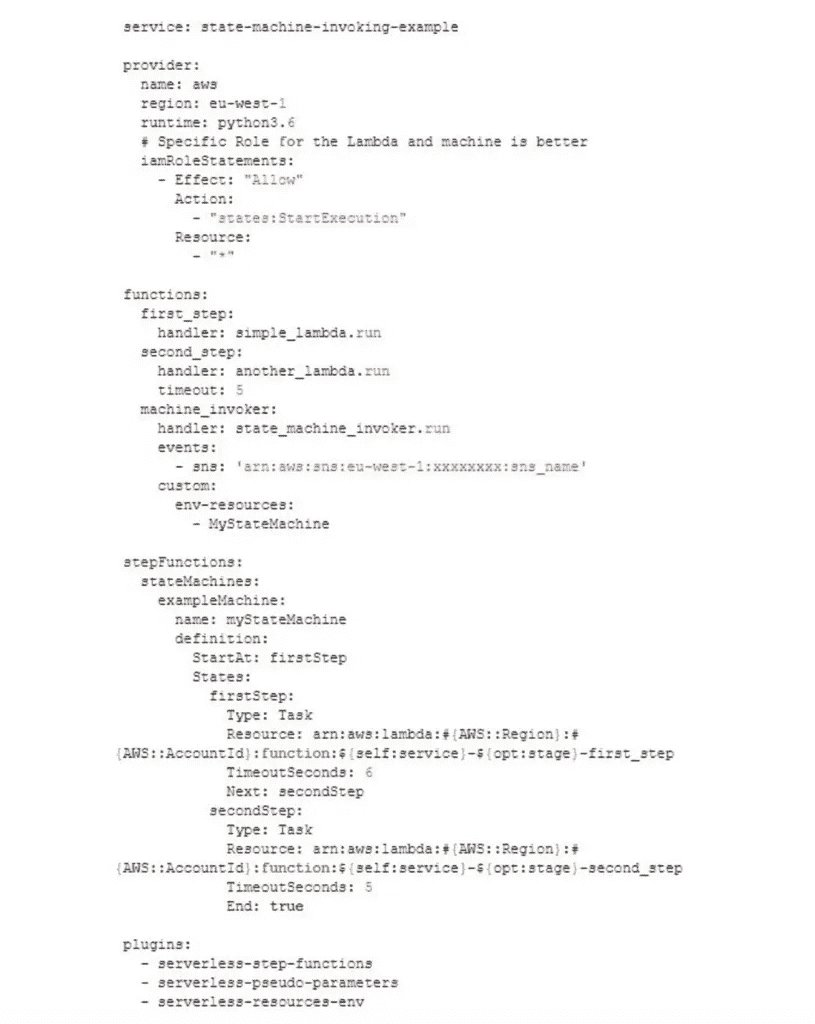 service: state-machine-invoking-example

provider:
  name: aws
  region: eu-west-1
  runtime: python3.6
  # Specific Role for the Lambda and machine is better
  iamRoleStatements:
    - Effect: "Allow"
      Action:
        - "states:StartExecution"
      Resource:
        - "*"

functions:
  first_step:
    handler: simple_lambda.run
  second_step:
    handler: another_lambda.run
    timeout: 5
  machine_invoker:
    handler: state_machine_invoker.run
    events:
      - sns: 'arn:aws:sns:eu-west-1:xxxxxxxx:sns_name'
    custom:
      env-resources:
        - MyStateMachine

stepFunctions:
  stateMachines:
    exampleMachine:
      name: myStateMachine
      definition:
        StartAt: firstStep
        States:
          firstStep:
            Type: Task
            Resource: arn:aws:lambda:#{AWS::Region}:#
{AWS::AccountId}:function:${self:service}-${opt:stage}-first_step
            TimeoutSeconds: 6
            Next: secondStep
          secondStep:
            Type: Task
            Resource: arn:aws:lambda:#{AWS::Region}:#
{AWS::AccountId}:function:${self:service}-${opt:stage}-second_step
            TimeoutSeconds: 5
            End: true

plugins:
  - serverless-step-functions
  - serverless-pseudo-parameters
  - serverless-resources-env